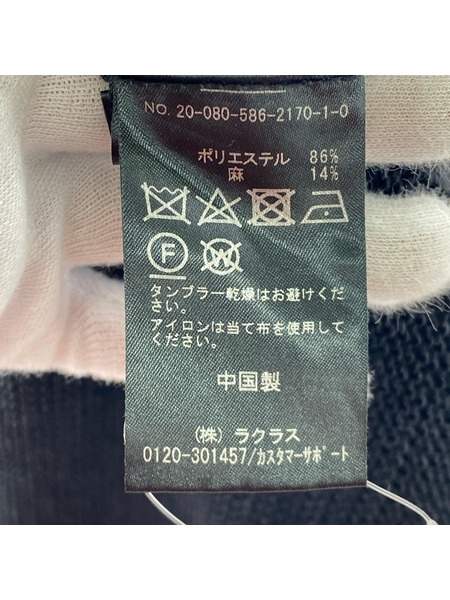 NO. 20-080-586-2170-1-0
ポリエステル 86%
麻 14%
F W
タンブラー乾燥はお避けくだ
さい。
アイロンは当て布を使用して
ください。
中国製
(株) ラクラス
0120-301457/カスタマーサポート